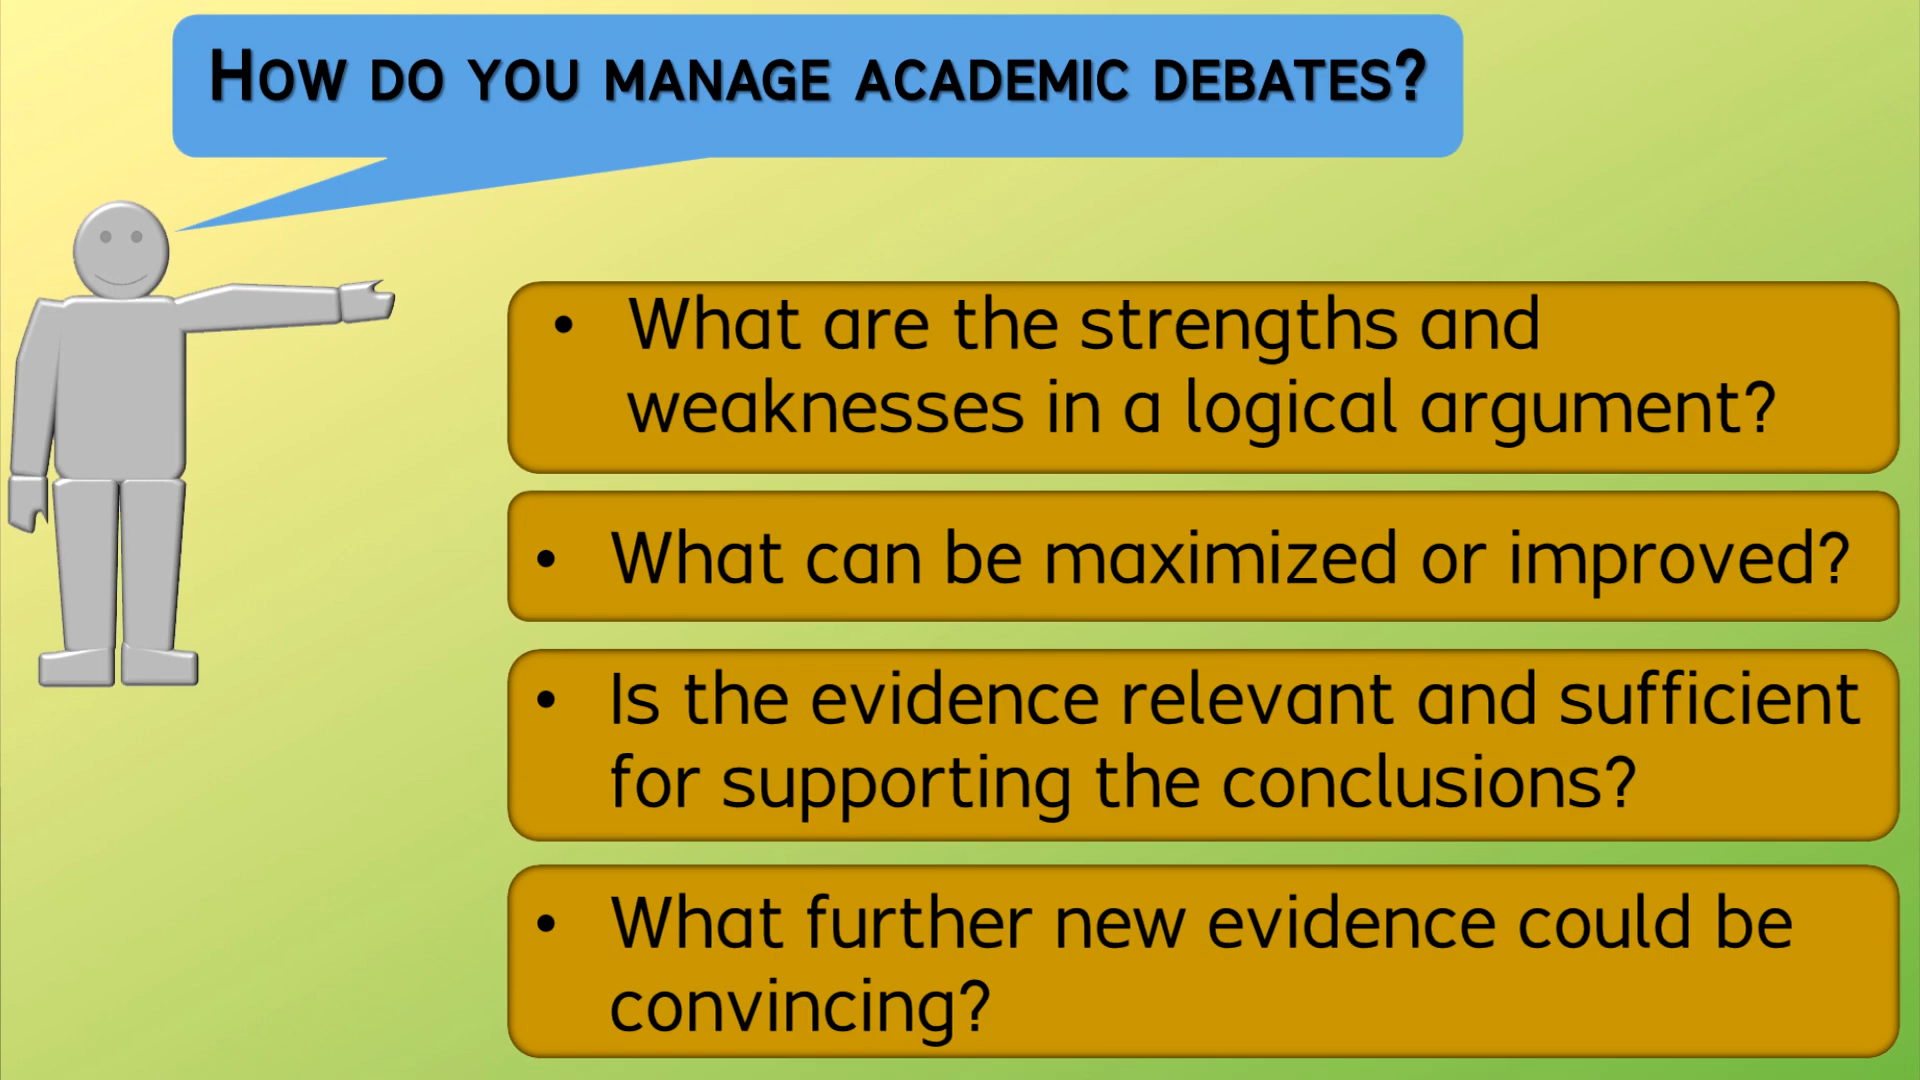 HOW DO YOU MANAGE ACADEMIC DEBATES?
• What are the strengths and
weaknesses in a logical argument?
• What can be maximized or improved?
• Is the evidence relevant and sufficient
for supporting the conclusions?
• What further new evidence could be
convincing?